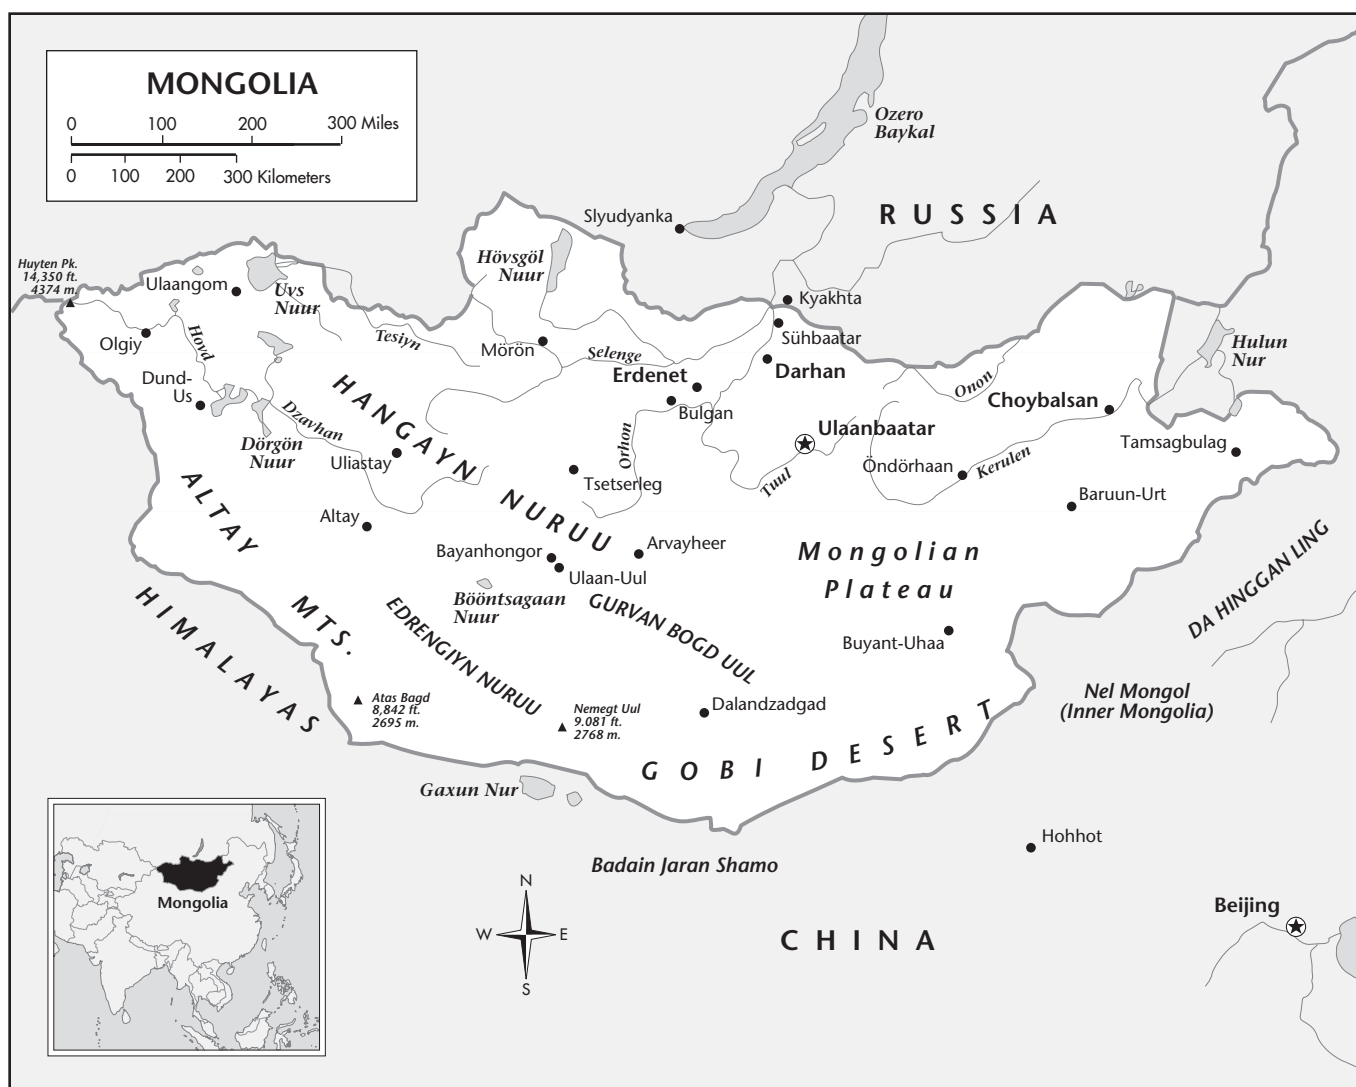 MONGOLIA
0 100 200 300 Miles
0 100 200 300 Kilometers
Ozero
Baykal
RUSSIA
Slyudyanka
Hövsgöl
Nuur
Huyten Pk.
14,350 ft.
4374 m.
Ulaangom
Uvs
Nuur
Kyakhta
Sühbaatar
Olgiy
Hovd
Tesiyn
Mörön
Selenge
Hulun
Nur
Darhan
Erdenet
Bulgan
Dund-
Us
Onon
Choybalsan
HANGAYN NURUU
Dzavhan
Dörgön
Nuur
Uliastay
Orhon
Ulaanbaatar
Tuul
Öndörhaan
Kerulen
Tamsagbulag
Tsetserleg
Baruun-Urt
ALTAY MTS.
Altay
Bayanhongor
Arvayheer
Ulaan-Uul
Mongolian
Plateau
DA HINGGAN LING
Bööntsagaan
Nuur
HIMALAYAS
EDRENGIYN NURUU
GURVAN BOGD UUL
Buyant-Uhaa
Atas Bagd
8,842 ft.
2695 m.
Nemegt Uul
9.081 ft.
2768 m.
Dalandzadgad
Nel Mongol
(Inner Mongolia)
GOBI DESERT
Gaxun Nur
Hohhot
Badain Jaran Shamo
Mongolia
N
W E
S
CHINA
Beijing